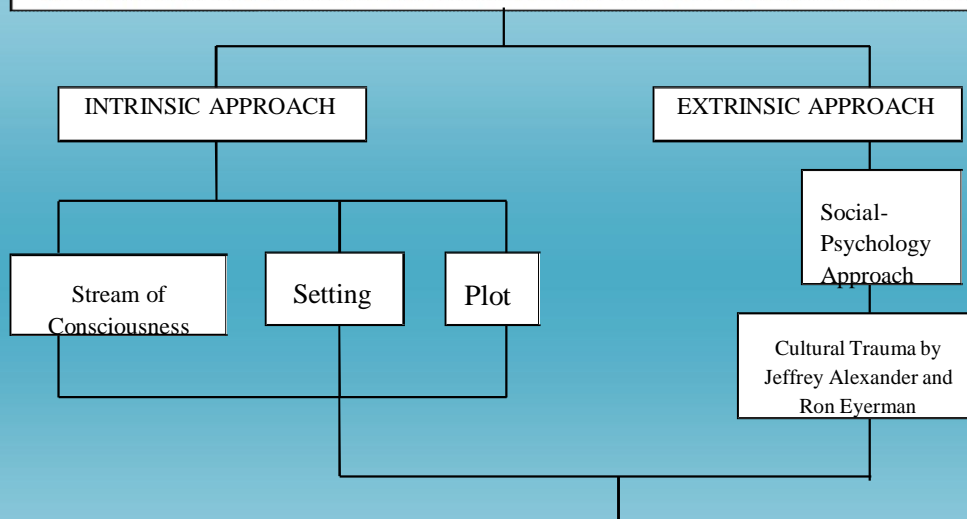 INTRINSIC APPROACH
EXTRINSIC APPROACH
Social-
Psychology
Approach
Stream of
Consciousness
Setting
Plot
Cultural Trauma by
Jeffrey Alexander and
Ron Eyerman